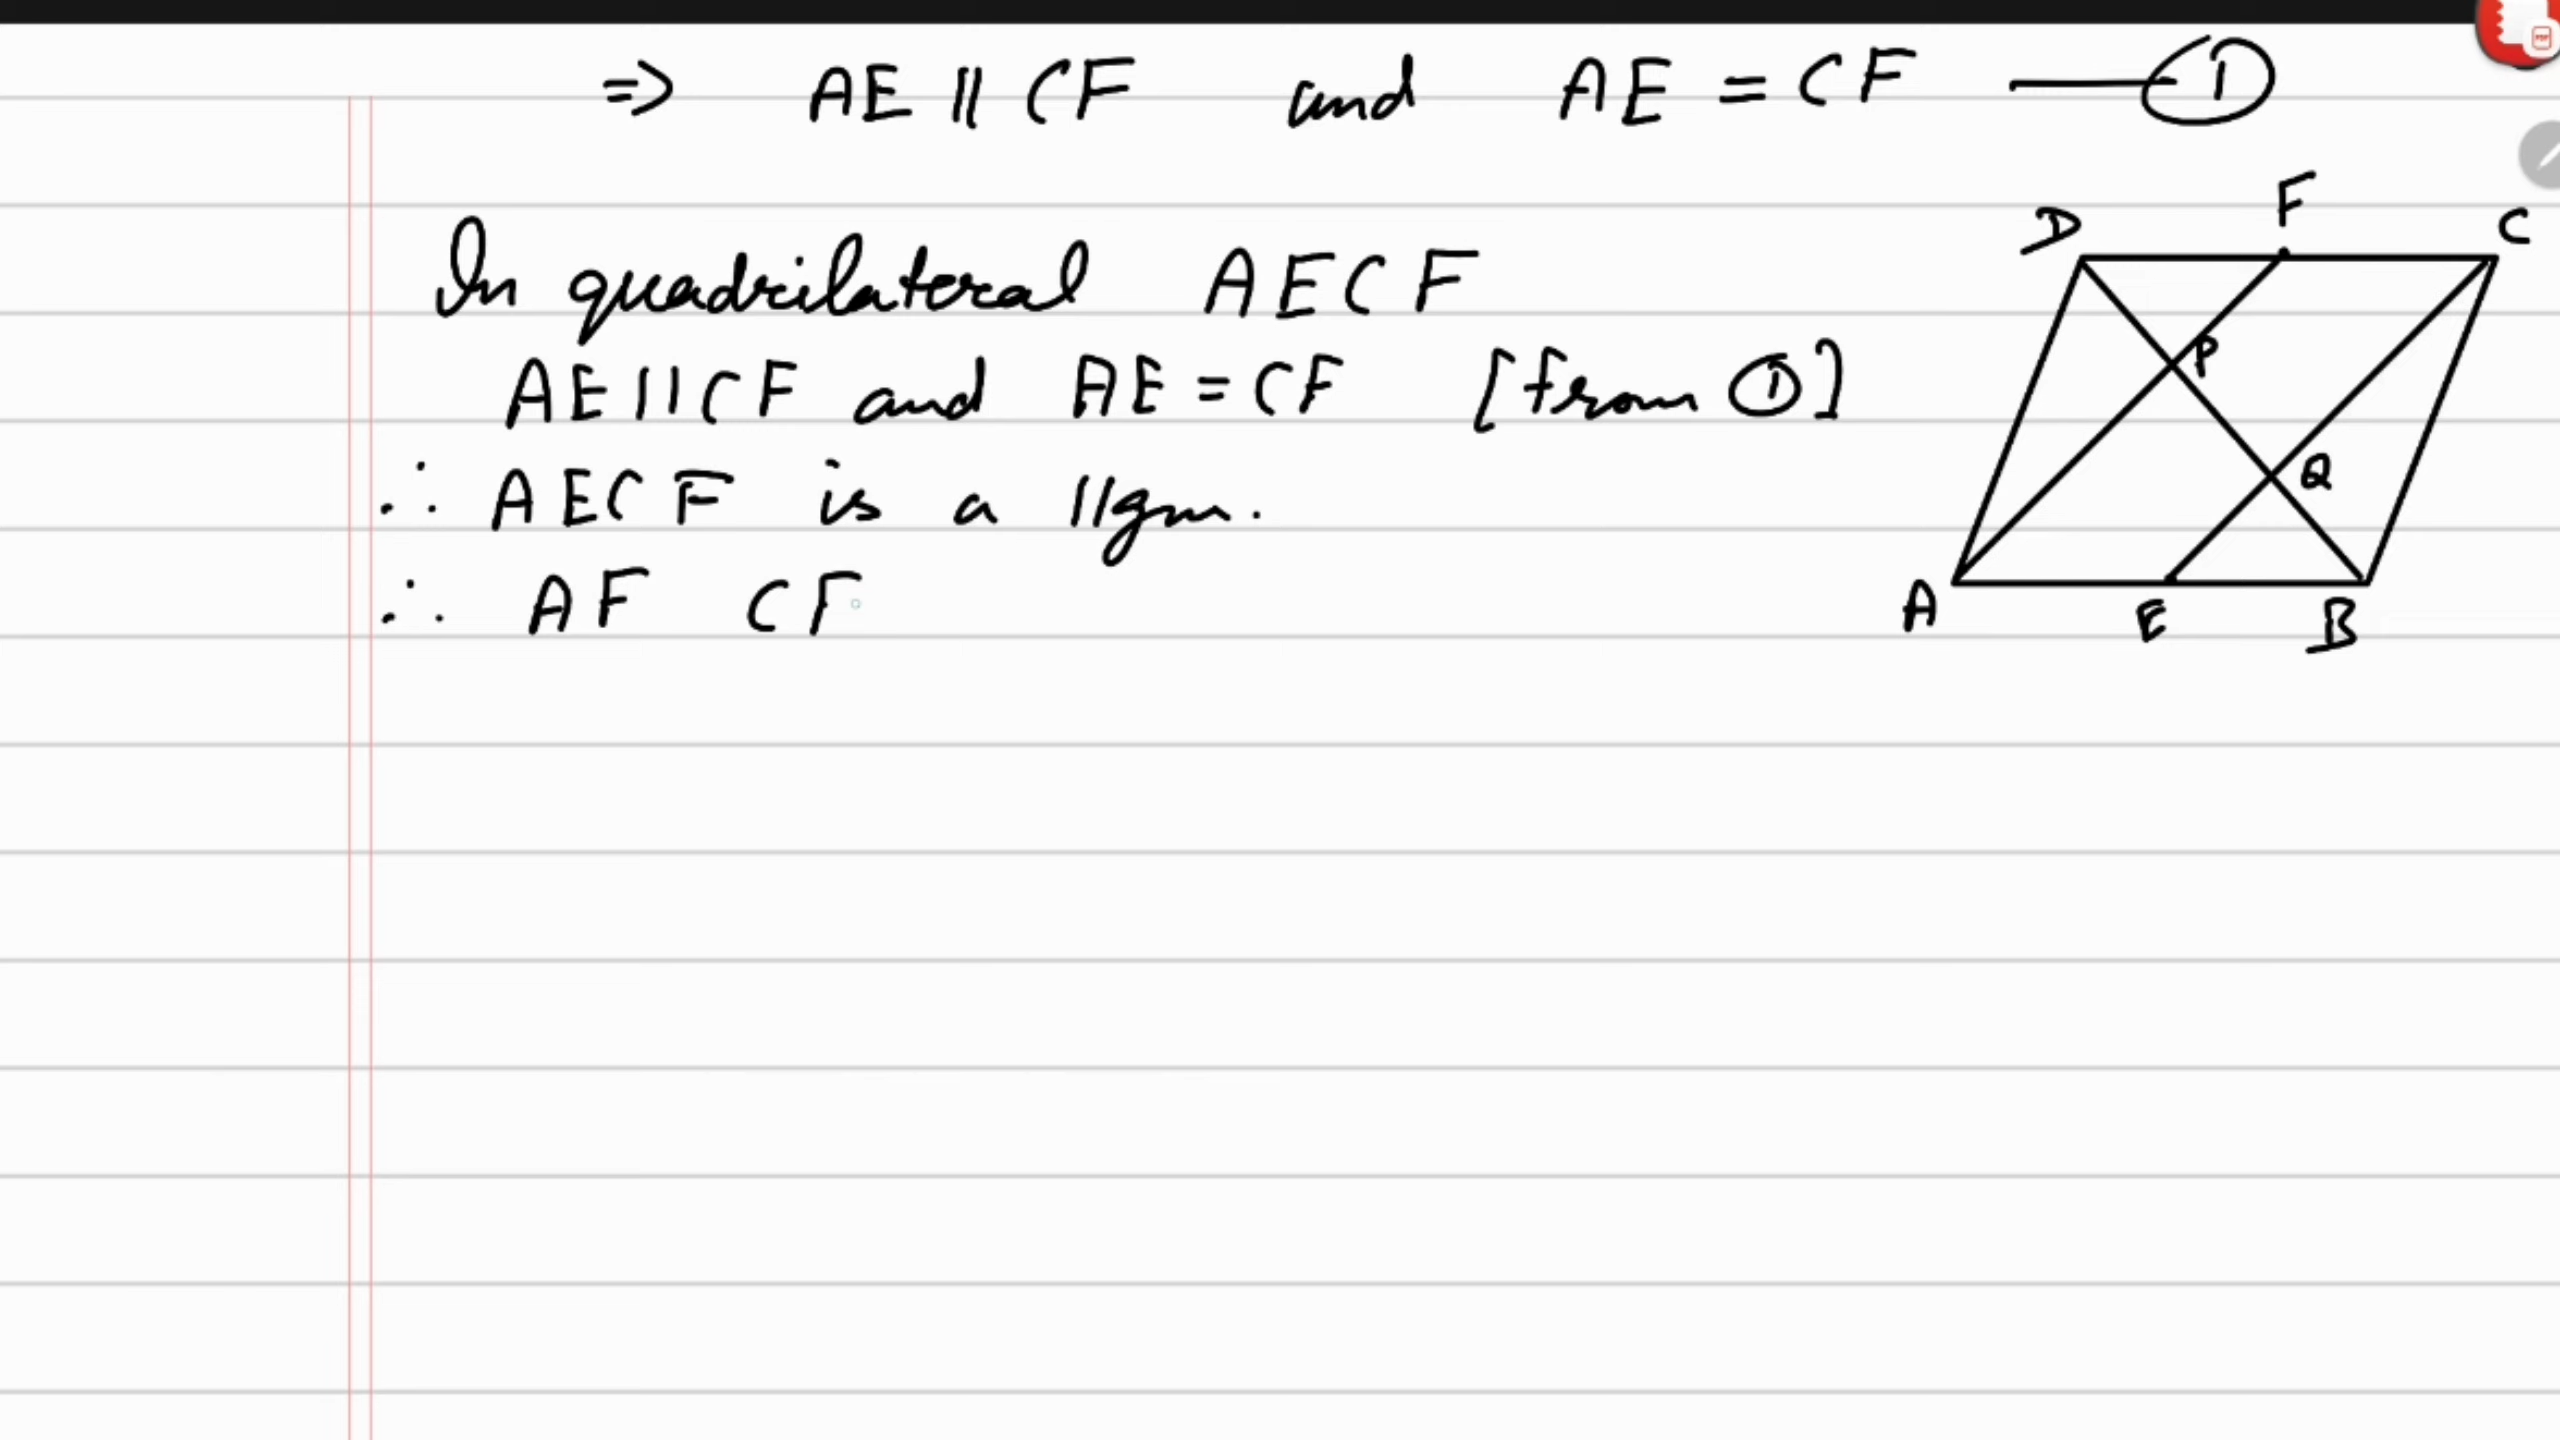 => AE || CF and AE = CF — ①
In quadrilateral AECF
AE || CF and AE = CF [from ①]
∴ AECF is a ||gm.
∴ AF CF
D F C
P
Q
A E B